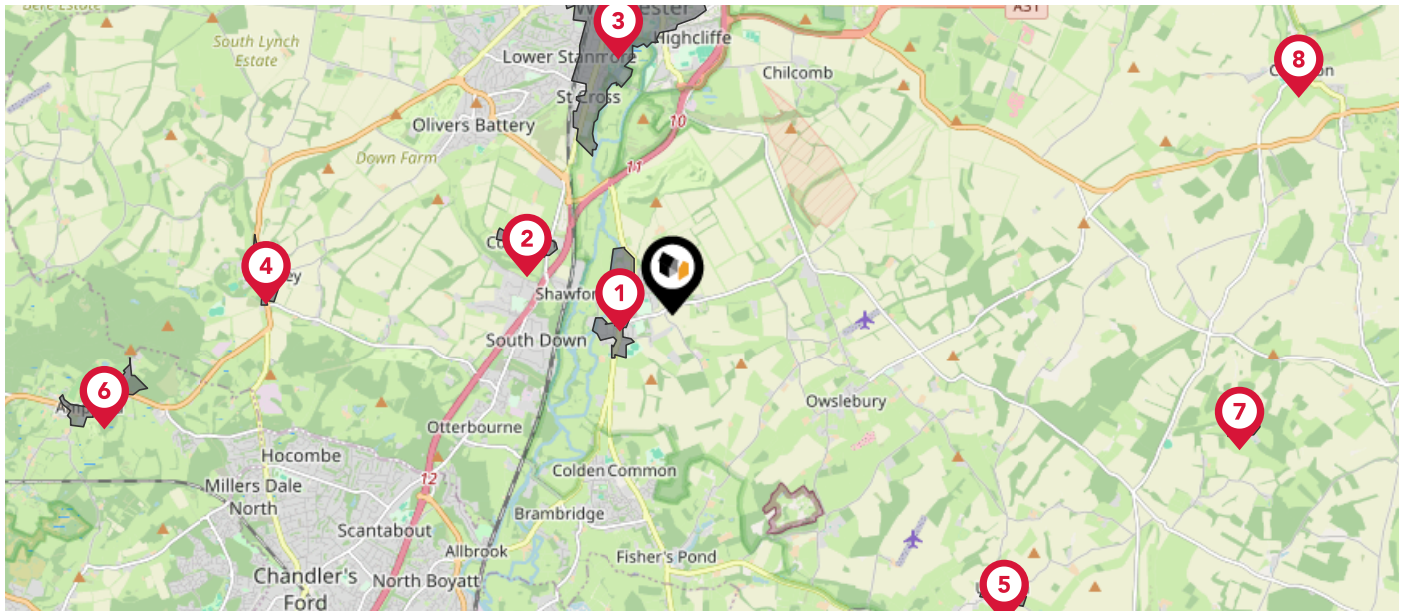 3
A31
South Lynch
Estate
Lower Stanmore
Highcliffe
Chilcomb
8
St Cross
10
Olivers Battery
Down Farm
11
2
4
1
Shawfor
South Down
6
Owslebury
7
Otterbourne
Hocombe
Colden Common
12
Millers Dale
North
Brambridge
Scantabout
Allbrook
Fisher's Pond
Chandler's
Ford
North Boyatt
5